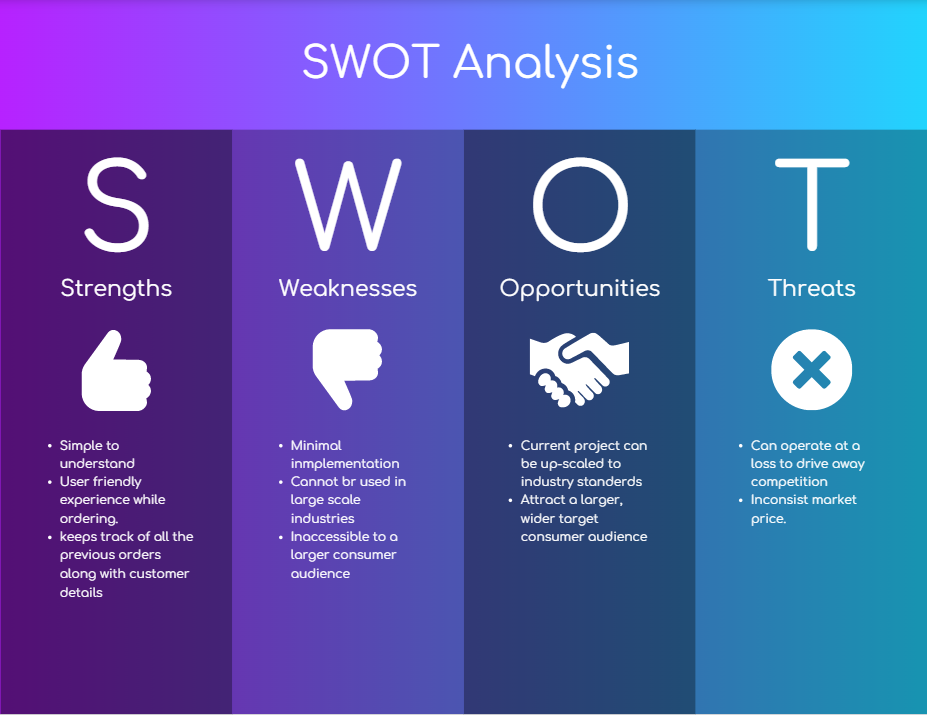 SWOT Analysis
S
Strengths
• Simple to
understand
• User friendly
experience while
ordering.
• keeps track of all the
previous orders
along with customer
details
W
Weaknesses
• Minimal
inmplementation
• Cannot br used in
large scale
industries
• Inaccessible to a
larger consumer
audience
O
Opportunities
• Current project can
be up-scaled to
industry standerds
• Attract a larger,
wider target
consumer audience
T
Threats
• Can operate at a
loss to drive away
competition
• Inconsist market
price.